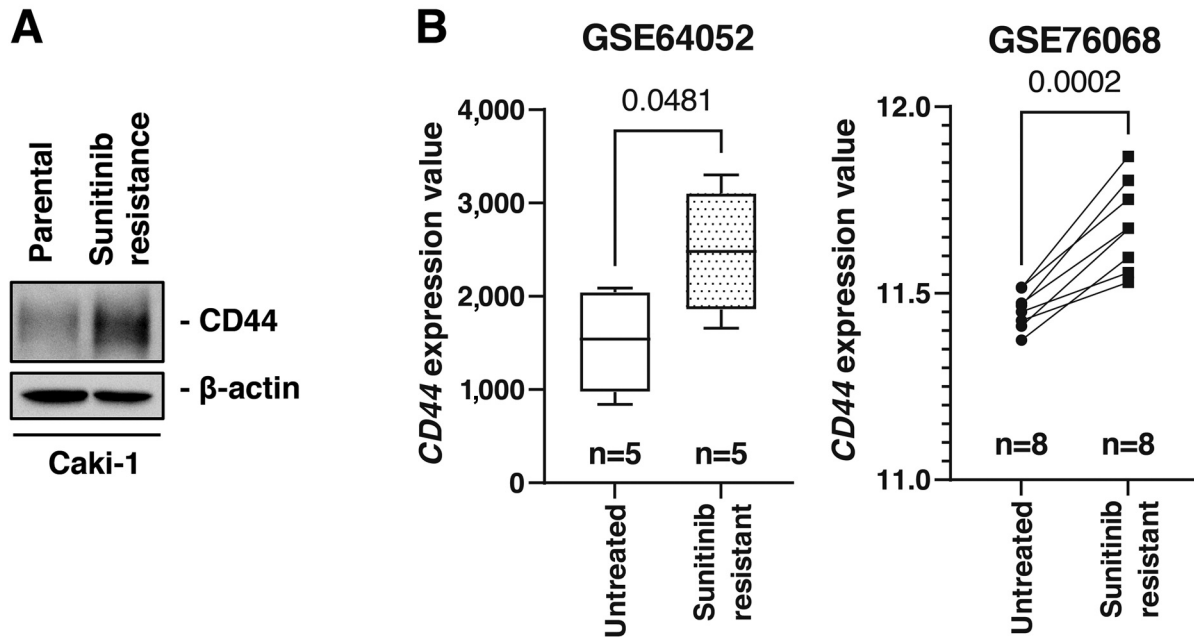 A
Parental
Sunitinib
resistance
- CD44
- β-actin
Caki-1
B
GSE64052
0.0481
CD44 expression value
4,000
3,000
2,000
1,000
0
n=5
n=5
Untreated
Sunitinib
resistant
GSE76068
0.0002
CD44 expression value
12.0
11.5
11.0
n=8
n=8
Untreated
Sunitinib
resistant